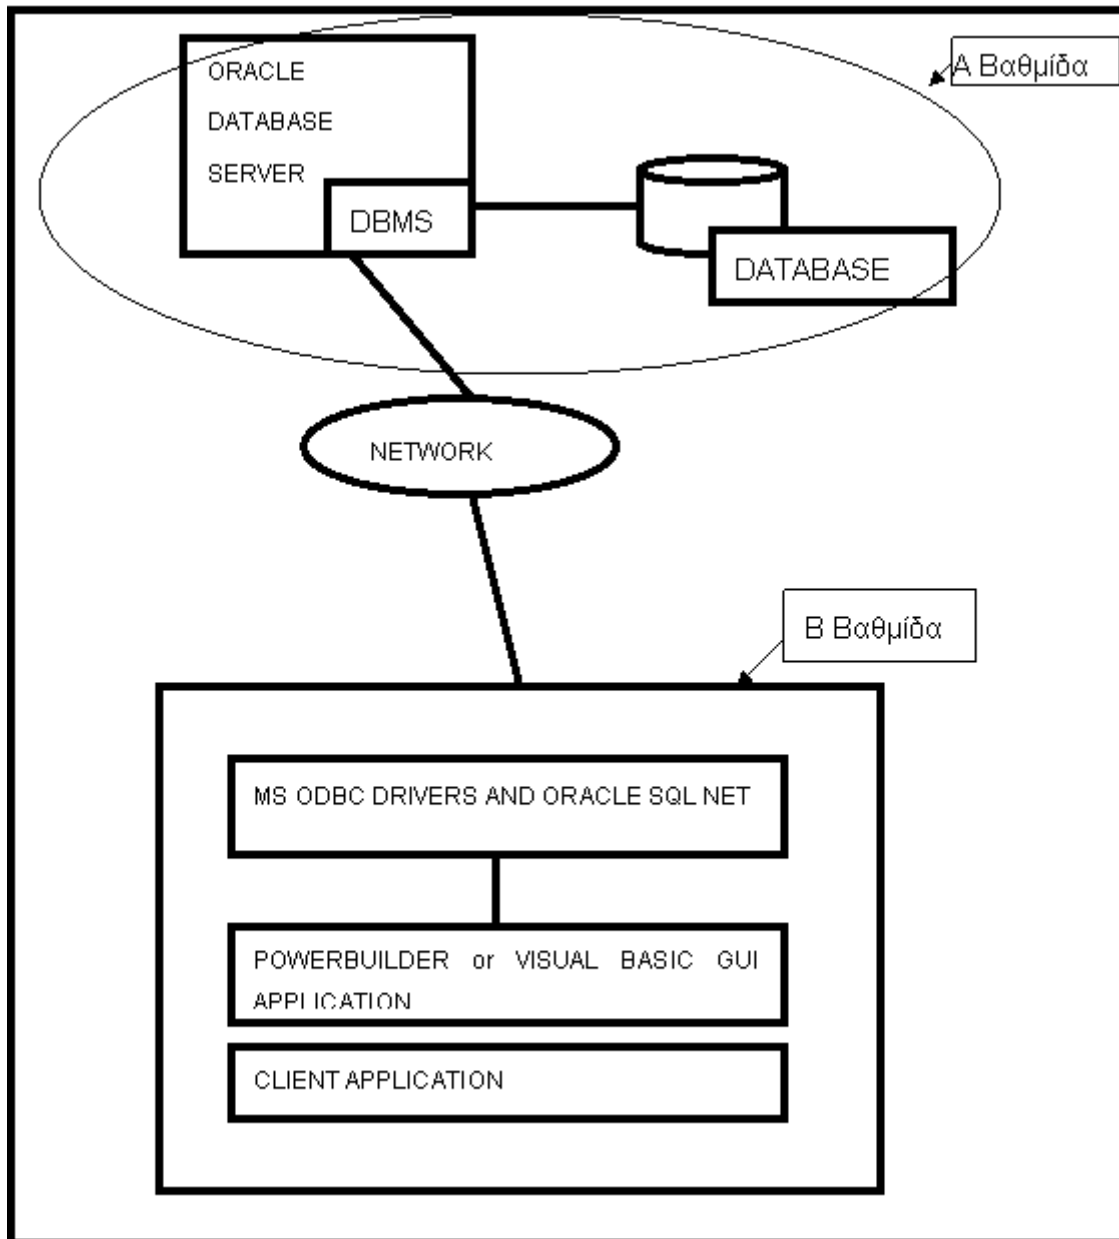 ORACLE
DATABASE
SERVER
DBMS
DATABASE
Α Βαθμίδα
NETWORK
Β Βαθμίδα
MS ODBC DRIVERS AND ORACLE SQL NET
POWERBUILDER or VISUAL BASIC GUI
APPLICATION
CLIENT APPLICATION